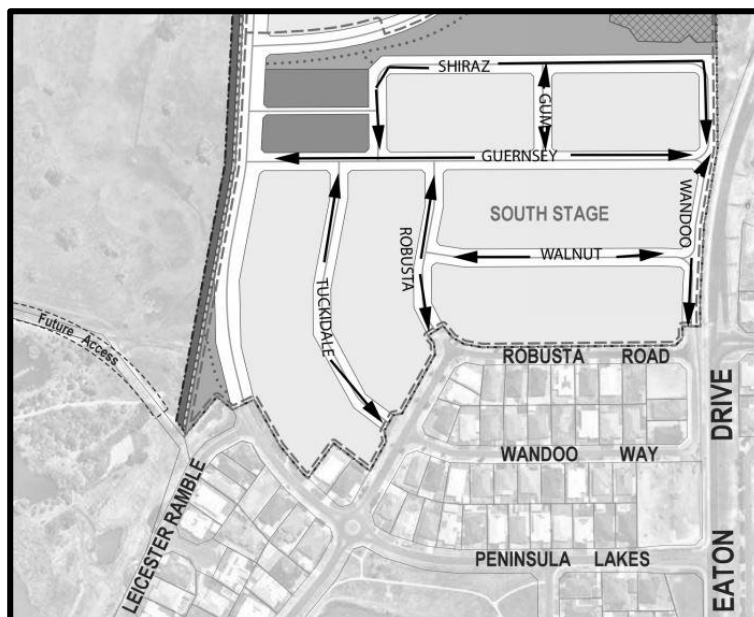 SHIRAZ
GUM
GUERNSEY
WANDOO
SOUTH STAGE
ROBUSTA
WALNUT
TUCKIDALE
Future Access
ROBUSTA ROAD
DRIVE
WANDOO WAY
LEICESTER RAMBLE
PENINSULA LAKES
EATON